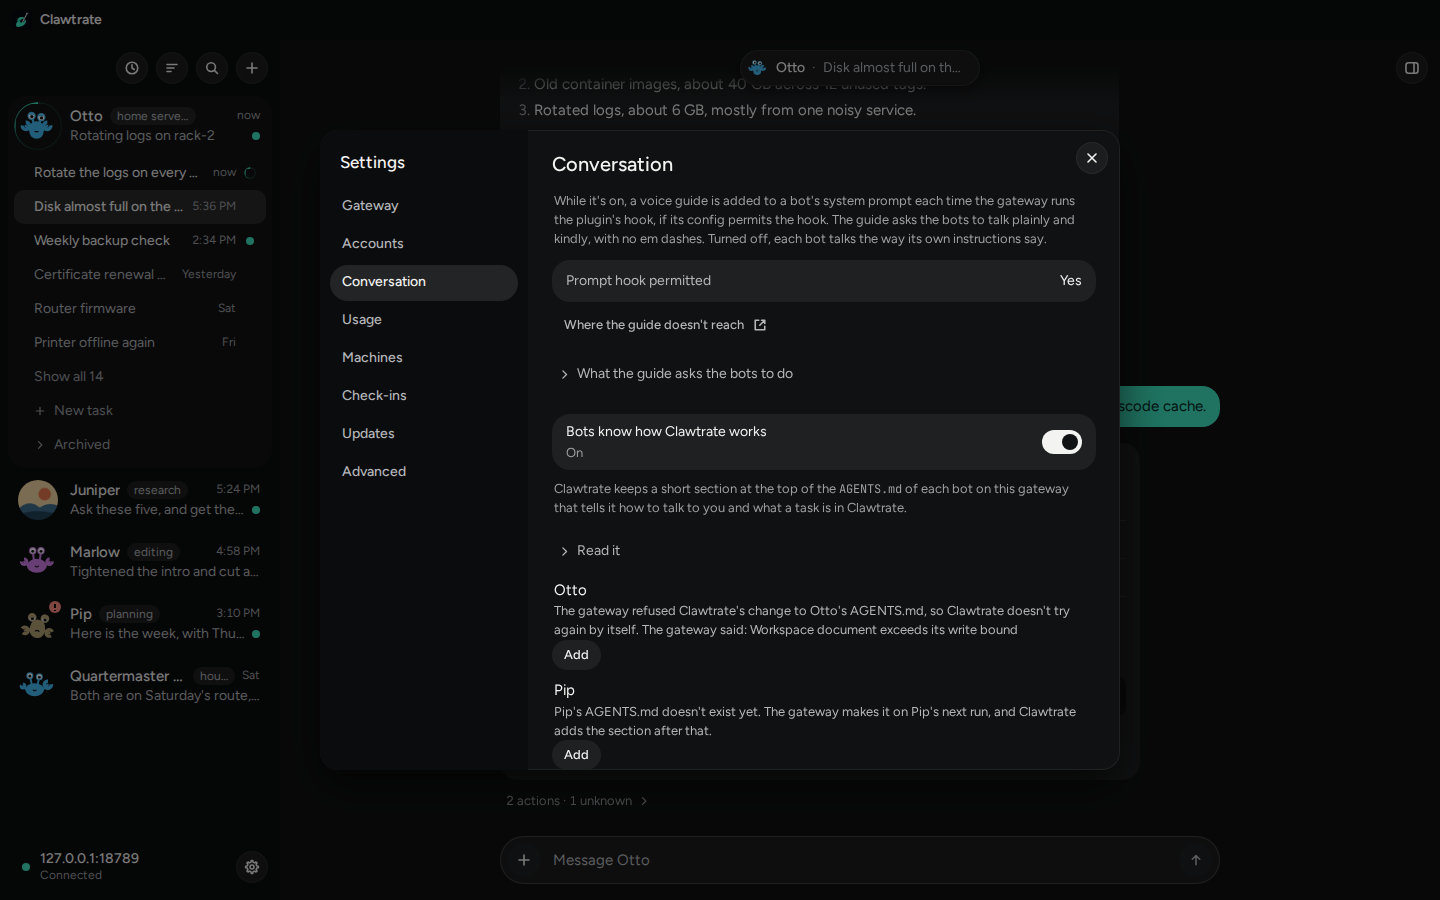 Clawtrate
Otto
home serve...
now
Rotating logs on rack-2
Rotate the logs on every ...
now
Disk almost full on the ...
5:36 PM
Weekly backup check
2:34 PM
Certificate renewal ...
Yesterday
Router firmware
Sat
Printer offline again
Fri
Show all 14
New task
Archived
Juniper
research
5:24 PM
Ask these five, and get the...
Marlow
editing
4:58 PM
Tightened the intro and cut a...
Pip
planning
3:10 PM
Here is the week, with Thu...
Quartermaster ...
hou...
Sat
Both are on Saturday's route,...
127.0.0.1:18789
Connected
Otto · Disk almost full on th...
2. Old container images, about 40 GB across 12 unused tags.
3. Rotated logs, about 6 GB, mostly from one noisy service.
scode cache.
Settings
Gateway
Accounts
Conversation
Usage
Machines
Check-ins
Updates
Advanced
Conversation
While it's on, a voice guide is added to a bot's system prompt each time the gateway runs
the plugin's hook, if its config permits the hook. The guide asks the bots to talk plainly and
kindly, with no em dashes. Turned off, each bot talks the way its own instructions say.
Prompt hook permitted
Yes
Where the guide doesn't reach
What the guide asks the bots to do
Bots know how Clawtrate works
On
Clawtrate keeps a short section at the top of the AGENTS.md of each bot on this gateway
that tells it how to talk to you and what a task is in Clawtrate.
Read it
Otto
The gateway refused Clawtrate's change to Otto's AGENTS.md, so Clawtrate doesn't try
again by itself. The gateway said: Workspace document exceeds its write bound
Add
Pip
Pip's AGENTS.md doesn't exist yet. The gateway makes it on Pip's next run, and Clawtrate
adds the section after that.
Add
2 actions · 1 unknown
Message Otto